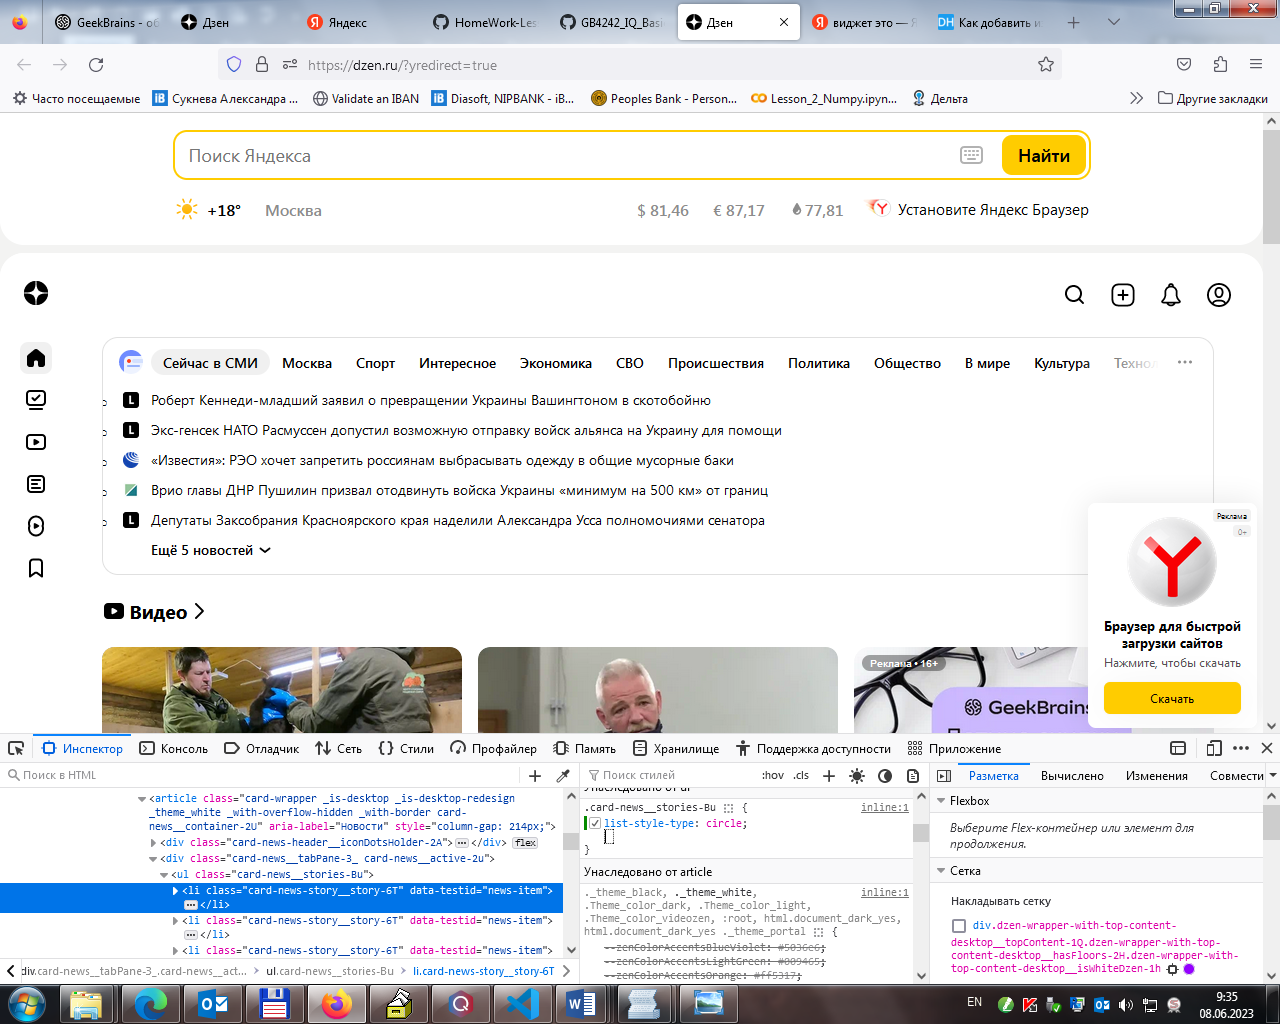 GeekBrains - об
Дзен
Яндекс
HomeWork-Les
GB4242_IQ_Basi
Дзен
виджет это — Я
DH Как добавить и
https://dzen.ru/?yredirect=true
Часто посещаемые
iB Сукнева Александра ...
Validate an IBAN
iB Diasoft, NIPBANK - iB...
Peoples Bank - Person...
Lesson_2_Numpy.ipyn...
Дельта
Другие закладки
Поиск Яндекса
Найти
+18°
Москва
$ 81,46
€ 87,17
77,81
Установите Яндекс Браузер
Сейчас в СМИ Москва Спорт Интересное Экономика СВО Происшествия Политика Общество В мире Культура Технол
L Роберт Кеннеди-младший заявил о превращении Украины Вашингтоном в скотобойню
L Экс-генсек НАТО Расмуссен допустил возможную отправку войск альянса на Украину для помощи
«Известия»: РЭО хочет запретить россиянам выбрасывать одежду в общие мусорные баки
Врио главы ДНР Пушилин призвал отодвинуть войска Украины «минимум на 500 км» от границ
L Депутаты Заксобрания Красноярского края наделили Александра Усса полномочиями сенатора
Ещё 5 новостей
Видео
Реклама • 16+
GeekBrains
Реклама
0+
Браузер для быстрой
загрузки сайтов
Нажмите, чтобы скачать
Скачать
Инспектор Консоль Отладчик Сеть Стили Профайлер Память Хранилище Поддержка доступности Приложение
Поиск в HTML
<article class="card-wrapper _is-desktop _is-desktop-redesign
_theme_white _with-overflow-hidden _with-border card-
news__container-2U" aria-label="Новости" style="column-gap: 214px;">
<div class="card-news-header__iconDotsHolder-2A"> </div> flex
<div class="card-news__tabPane-3_ card-news__active-2u">
<ul class="card-news__stories-Bu">
<li class="card-news-story__story-6T" data-testid="news-item">
</li>
<li class="card-news-story__story-6T" data-testid="news-item">
</li>
<li class="card-news-story__story-6T" data-testid="news-item">
div.card-news__tabPane-3_.card-news__act...
ul.card-news__stories-Bu
li.card-news-story__story-6T
Поиск стилей
:hov .cls
Унаследовано от ul
.card-news__stories-Bu { inline:1
list-style-type: circle;
}
Унаследовано от article
._theme_black, ._theme_white, inline:1
.Theme_color_dark, .Theme_color_light,
.Theme_color_videozen, :root, html.document_dark_yes,
html.document_dark_yes ._theme_portal {
--zenColorAccentsBlueViolet: #5036e6;
--zenColorAccentsLightGreen: #089465;
--zenColorAccentsOrange: #ff5317;
Разметка Вычислено Изменения Совмести
Flexbox
Выберите Flex-контейнер или элемент для
продолжения.
Сетка
Накладывать сетку
div.dzen-wrapper-with-top-content-
desktop__topContent-1Q.dzen-wrapper-with-top-
content-desktop__hasFloors-2H.dzen-wrapper-with-
top-content-desktop__isWhiteDzen-1h
EN
9:35
08.06.2023